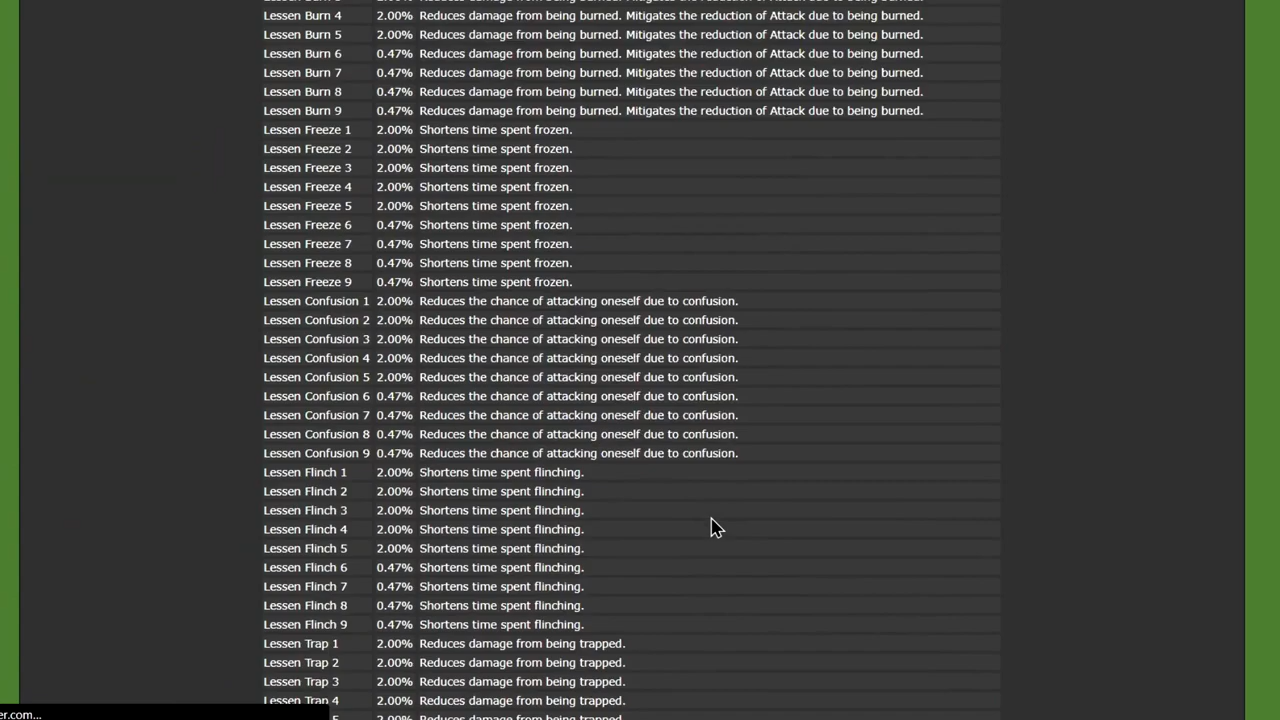 Lessen Burn 4 2.00% Reduces damage from being burned. Mitigates the reduction of Attack due to being burned.
Lessen Burn 5 2.00% Reduces damage from being burned. Mitigates the reduction of Attack due to being burned.
Lessen Burn 6 0.47% Reduces damage from being burned. Mitigates the reduction of Attack due to being burned.
Lessen Burn 7 0.47% Reduces damage from being burned. Mitigates the reduction of Attack due to being burned.
Lessen Burn 8 0.47% Reduces damage from being burned. Mitigates the reduction of Attack due to being burned.
Lessen Burn 9 0.47% Reduces damage from being burned. Mitigates the reduction of Attack due to being burned.
Lessen Freeze 1 2.00% Shortens time spent frozen.
Lessen Freeze 2 2.00% Shortens time spent frozen.
Lessen Freeze 3 2.00% Shortens time spent frozen.
Lessen Freeze 4 2.00% Shortens time spent frozen.
Lessen Freeze 5 2.00% Shortens time spent frozen.
Lessen Freeze 6 0.47% Shortens time spent frozen.
Lessen Freeze 7 0.47% Shortens time spent frozen.
Lessen Freeze 8 0.47% Shortens time spent frozen.
Lessen Freeze 9 0.47% Shortens time spent frozen.
Lessen Confusion 1 2.00% Reduces the chance of attacking oneself due to confusion.
Lessen Confusion 2 2.00% Reduces the chance of attacking oneself due to confusion.
Lessen Confusion 3 2.00% Reduces the chance of attacking oneself due to confusion.
Lessen Confusion 4 2.00% Reduces the chance of attacking oneself due to confusion.
Lessen Confusion 5 2.00% Reduces the chance of attacking oneself due to confusion.
Lessen Confusion 6 0.47% Reduces the chance of attacking oneself due to confusion.
Lessen Confusion 7 0.47% Reduces the chance of attacking oneself due to confusion.
Lessen Confusion 8 0.47% Reduces the chance of attacking oneself due to confusion.
Lessen Confusion 9 0.47% Reduces the chance of attacking oneself due to confusion.
Lessen Flinch 1 2.00% Shortens time spent flinching.
Lessen Flinch 2 2.00% Shortens time spent flinching.
Lessen Flinch 3 2.00% Shortens time spent flinching.
Lessen Flinch 4 2.00% Shortens time spent flinching.
Lessen Flinch 5 2.00% Shortens time spent flinching.
Lessen Flinch 6 0.47% Shortens time spent flinching.
Lessen Flinch 7 0.47% Shortens time spent flinching.
Lessen Flinch 8 0.47% Shortens time spent flinching.
Lessen Flinch 9 0.47% Shortens time spent flinching.
Lessen Trap 1 2.00% Reduces damage from being trapped.
Lessen Trap 2 2.00% Reduces damage from being trapped.
Lessen Trap 3 2.00% Reduces damage from being trapped.
Lessen Trap 4 2.00% Reduces damage from being trapped.
er.com...